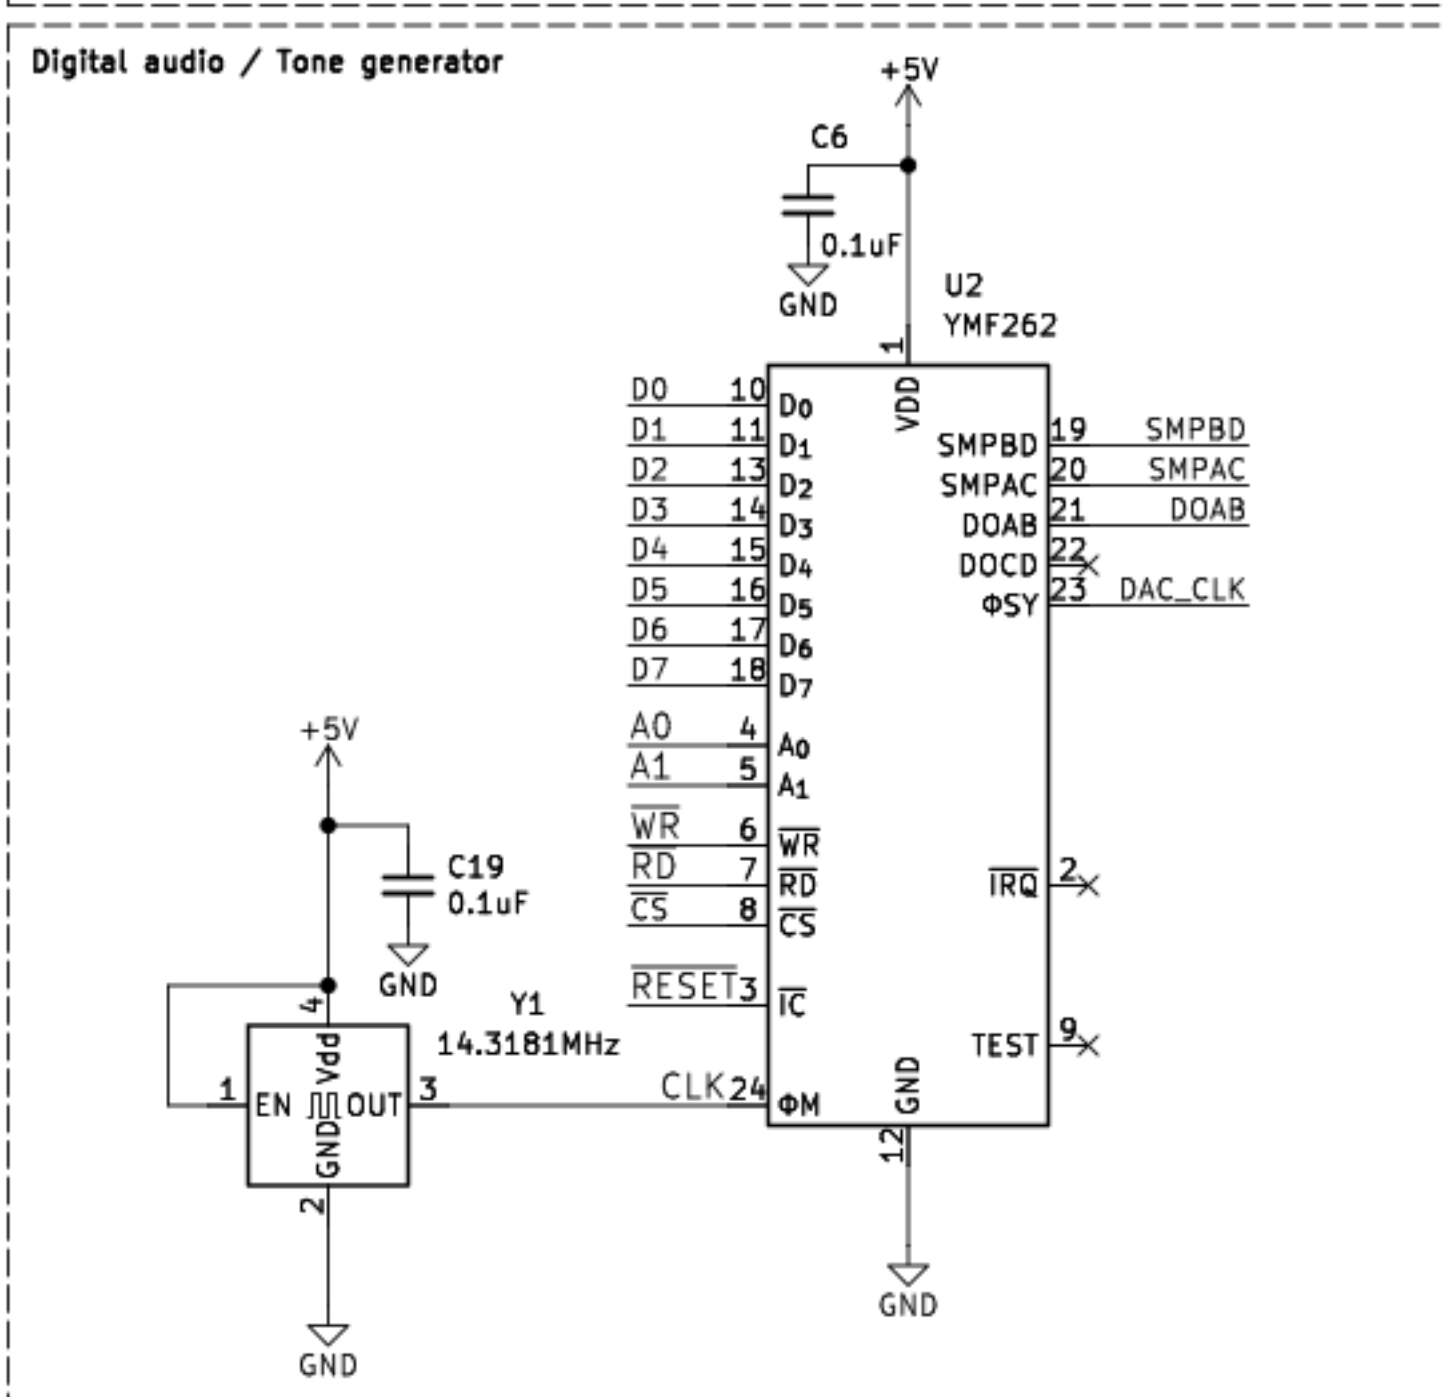 Digital audio / Tone generator
+5V
C6
0.1uF
GND
U2
YMF262
1
VDD
D0 10 D0
D1 11 D1
D2 13 D2
D3 14 D3
D4 15 D4
D5 16 D5
D6 17 D6
D7 18 D7
A0 4 A0
A1 5 A1
WR 6 WR
RD 7 RD
CS 8 CS
RESET 3 IC
CLK 24 ΦM
SMPBD 19 SMPBD
SMPAC 20 SMPAC
DOAB 21 DOAB
DOCD 22
ΦSY 23 DAC_CLK
IRQ 2
TEST 9
GND
12
GND
+5V
C19
0.1uF
GND
Y1
14.3181MHz
4
Vdd
1 EN OUT 3
GND
2
GND